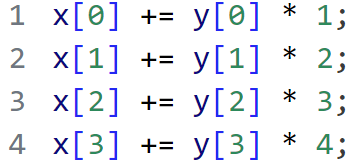 1 x[0] += y[0] * 1;
2 x[1] += y[1] * 2;
3 x[2] += y[2] * 3;
4 x[3] += y[3] * 4;